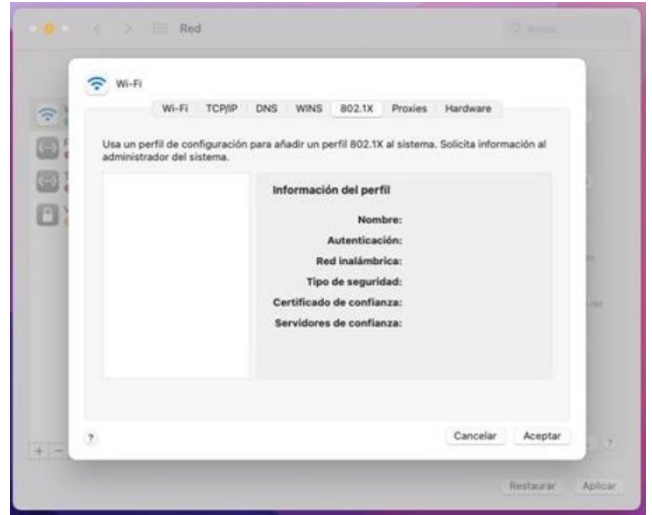 Red
Wi-Fi
Wi-Fi TCP/IP DNS WINS 802.1X Proxies Hardware
Usa un perfil de configuración para añadir un perfil 802.1X al sistema. Solicita información al
administrador del sistema.
Información del perfil
Nombre:
Autenticación:
Red inalámbrica:
Tipo de seguridad:
Certificado de confianza:
Servidores de confianza:
?
Cancelar Aceptar
+ −
?
Restaurar Aplicar